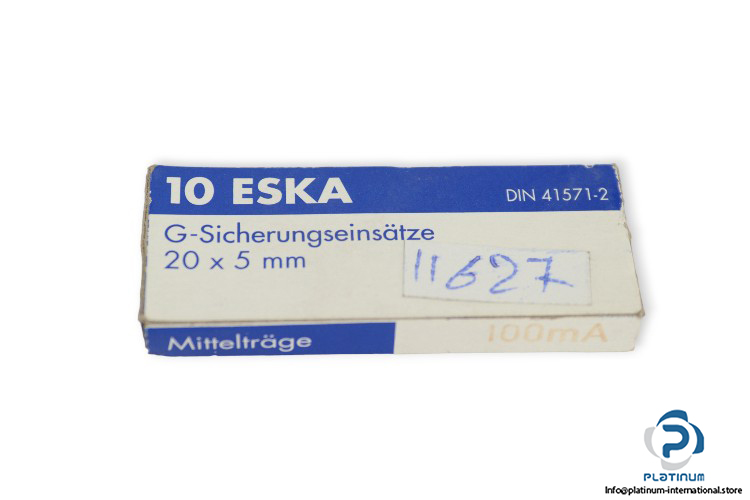 10 ESKA DIN 41571-2
G-Sicherungseinsätze
20 x 5 mm
11627
Mittelträge 100mA
PLATINUM
Info@platinum-international.store